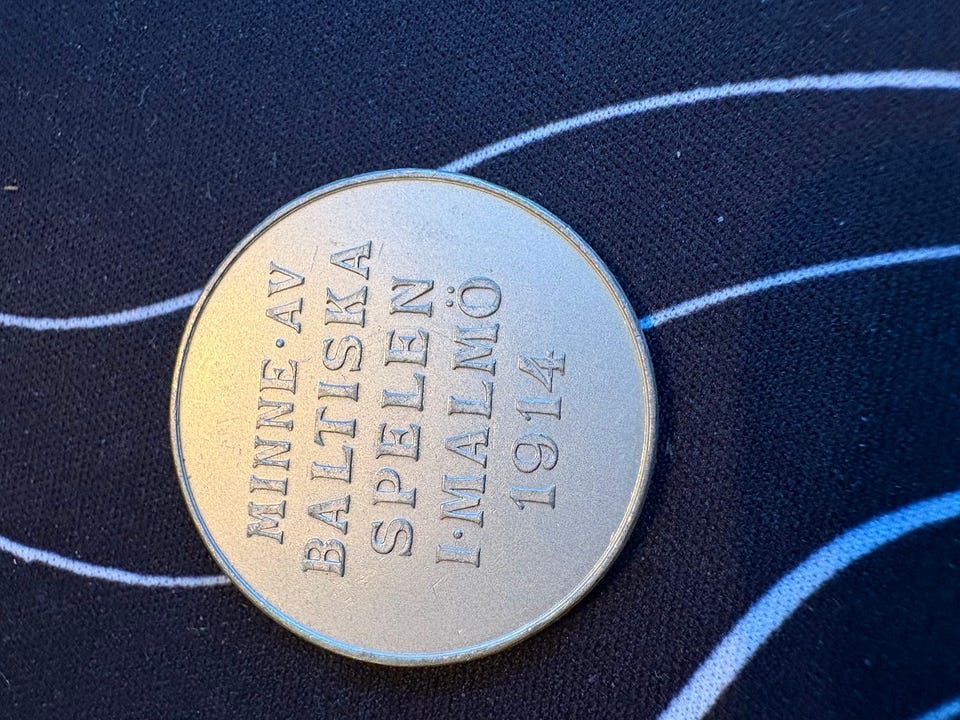 MINNE·AV
BALTISKA
SPELEN
I·MALMÖ
1914